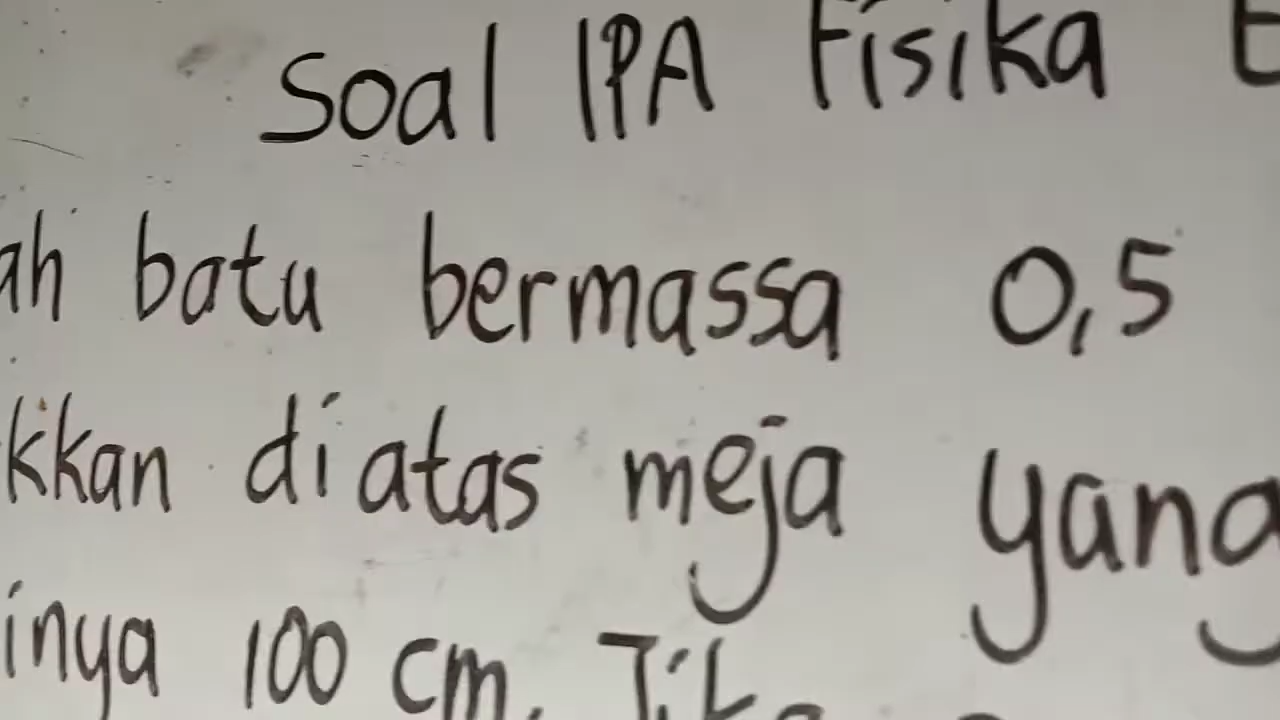 Soal IPA Fisika
ah batu bermassa 0,5
kkan diatas meja yang
inya 100 cm.